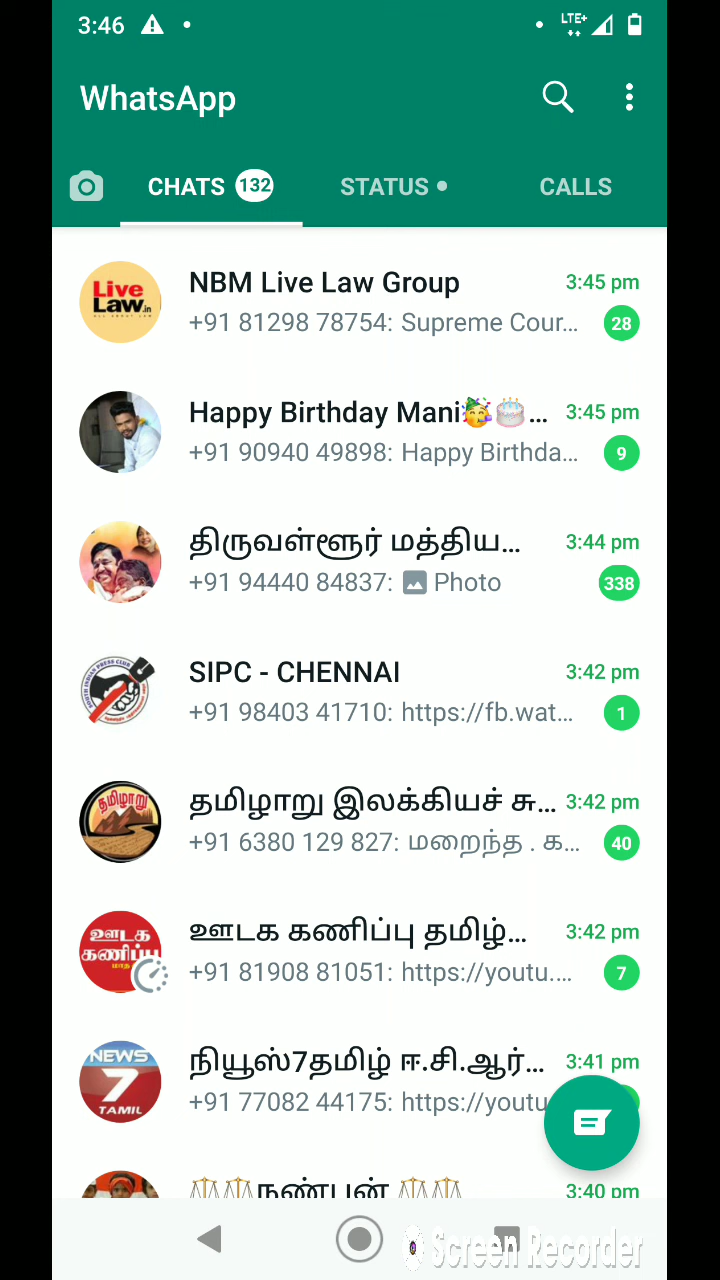 3:46
LTE+
WhatsApp
CHATS 132
STATUS
CALLS
Live Law.in
NBM Live Law Group
3:45 pm
+91 81298 78754: Supreme Cour...
28
Happy Birthday Mani🥳🎂...
3:45 pm
+91 90940 49898: Happy Birthda...
9
திருவள்ளூர் மத்திய...
3:44 pm
+91 94440 84837: Photo
338
SIPC - CHENNAI
3:42 pm
+91 98403 41710: https://fb.wat...
1
தமிழாறு
தமிழாறு இலக்கியச் சு...
3:42 pm
+91 6380 129 827: மறைந்த . க...
40
ஊடக கணிப்பு
ஊடக கணிப்பு தமிழ்...
3:42 pm
+91 81908 81051: https://youtu....
7
NEWS 7 TAMIL
நியூஸ்7தமிழ் ஈ.சி.ஆர்...
3:41 pm
+91 77082 44175: https://youtu
⚖⚖நண்பன் ⚖⚖
3:40 pm
Screen Recorder